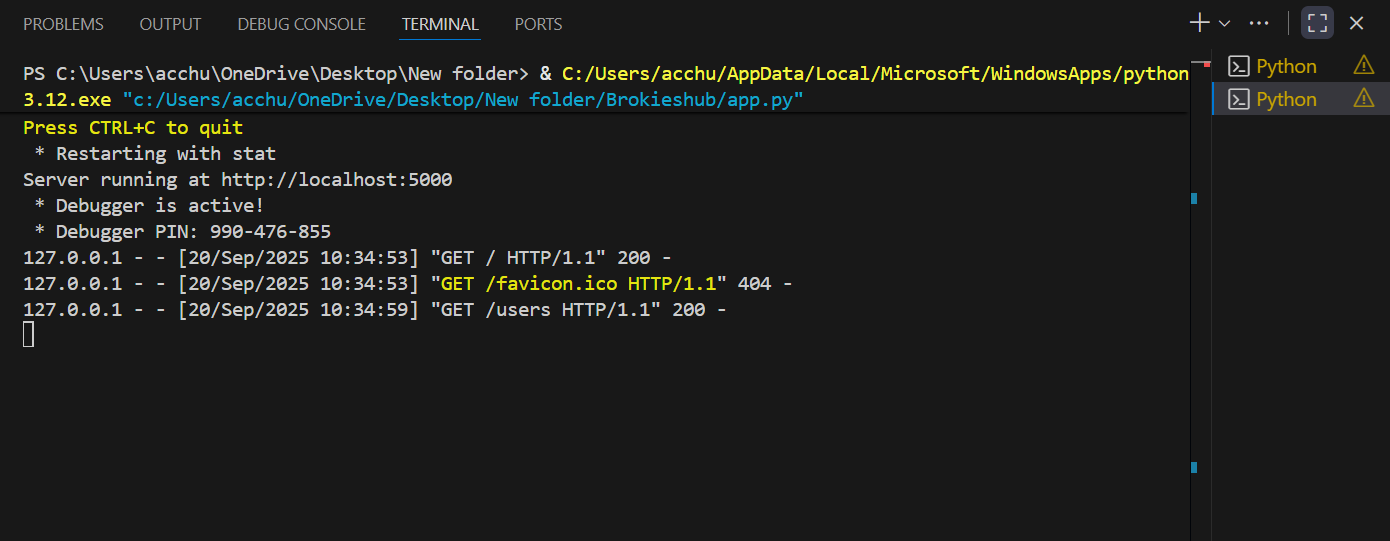 PROBLEMS OUTPUT DEBUG CONSOLE TERMINAL PORTS
PS C:\Users\acchu\OneDrive\Desktop\New folder> & C:/Users/acchu/AppData/Local/Microsoft/WindowsApps/python
3.12.exe "c:/Users/acchu/OneDrive/Desktop/New folder/Brokieshub/app.py"
Press CTRL+C to quit
 * Restarting with stat
Server running at http://localhost:5000
 * Debugger is active!
 * Debugger PIN: 990-476-855
127.0.0.1 - - [20/Sep/2025 10:34:53] "GET / HTTP/1.1" 200 -
127.0.0.1 - - [20/Sep/2025 10:34:53] "GET /favicon.ico HTTP/1.1" 404 -
127.0.0.1 - - [20/Sep/2025 10:34:59] "GET /users HTTP/1.1" 200 -
Python
Python